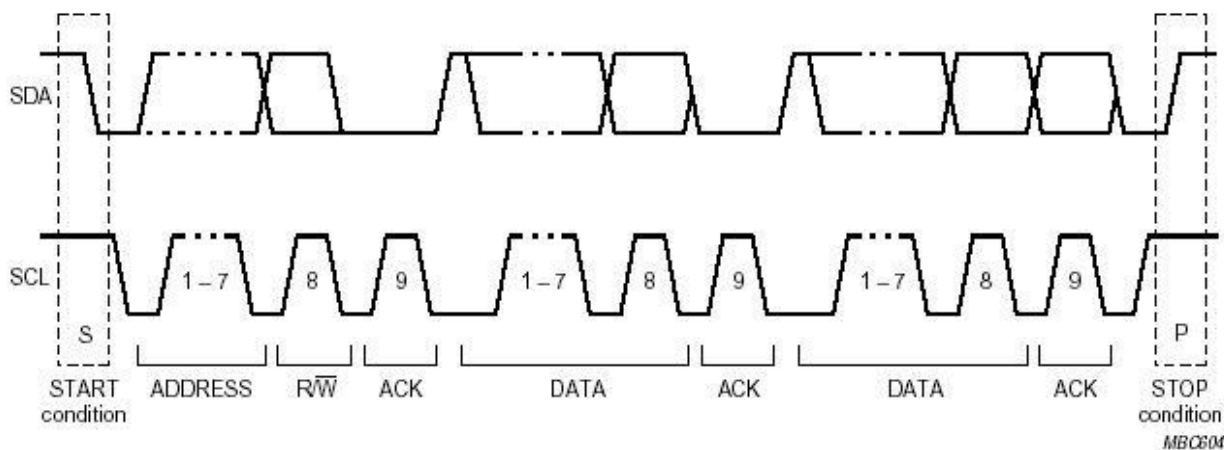 SDA
SCL
1 – 7 8 9 1 – 7 8 9 1 – 7 8 9
S P
START condition
ADDRESS
R/W̅
ACK
DATA
ACK
DATA
ACK
STOP condition
MBC604